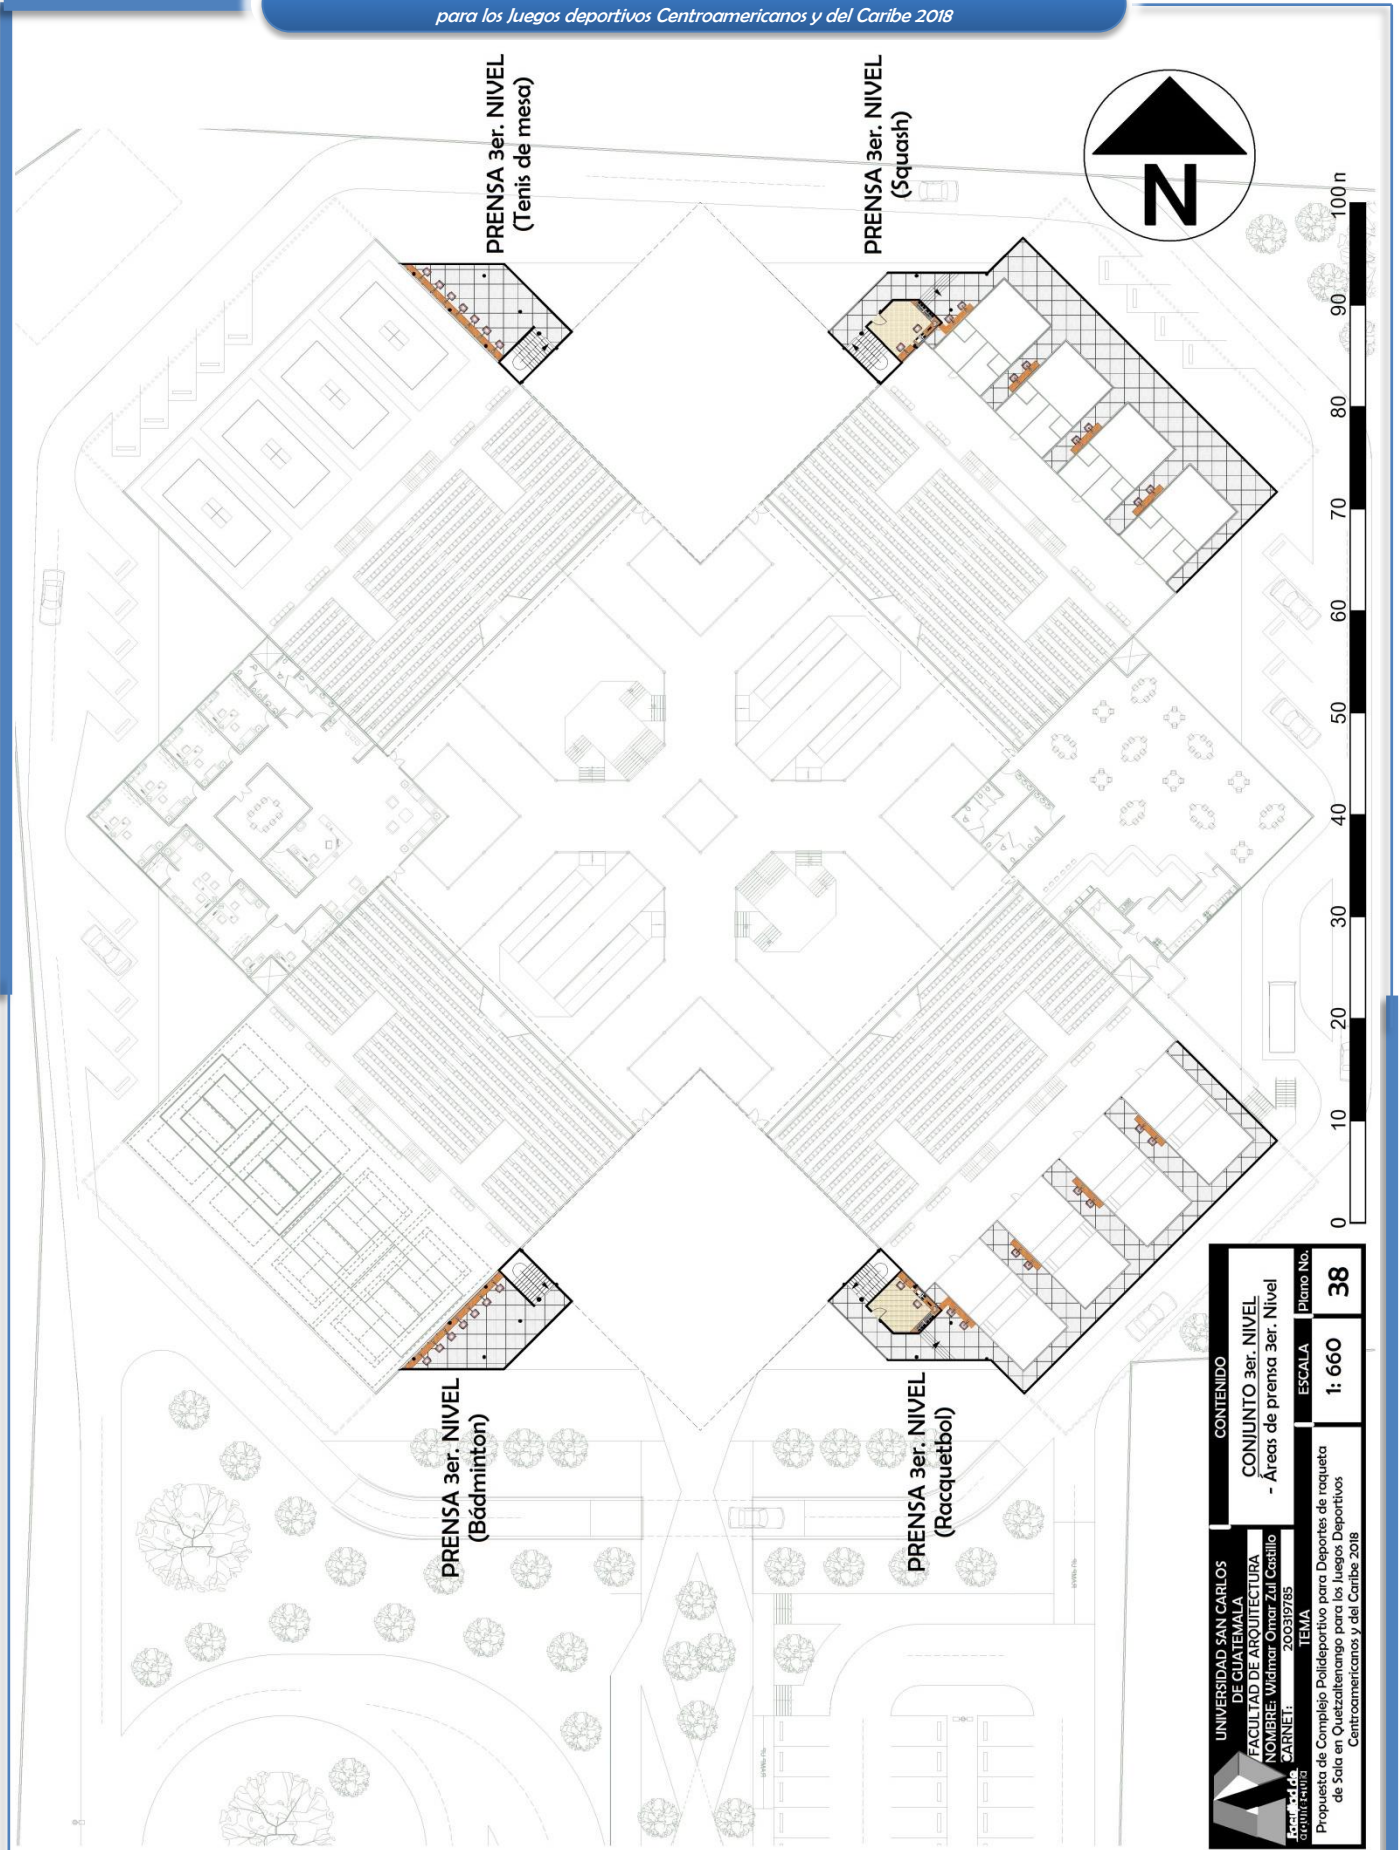 para los Juegos deportivos Centroamericanos y del Caribe 2018
PRENSA 3er. NIVEL
(Tenis de mesa)
PRENSA 3er. NIVEL
(Squash)
N
PRENSA 3er. NIVEL
(Bádminton)
PRENSA 3er. NIVEL
(Racquetbol)
0 10 20 30 40 50 60 70 80 90 100
UNIVERSIDAD SAN CARLOS
DE GUATEMALA
FACULTAD DE ARQUITECTURA
NOMBRE: Widmar Omar Zul Castillo
CARNET: 200319785
Facultad de
arquitectura
CONTENIDO
CONJUNTO 3er. NIVEL
- Áreas de prensa 3er. Nivel
TEMA
Propuesta de Complejo Polideportivo para Deportes de raqueta
de Sala en Quetzaltenango para los Juegos Deportivos
Centroamericanos y del Caribe 2018
ESCALA
1: 660
Plano No.
38